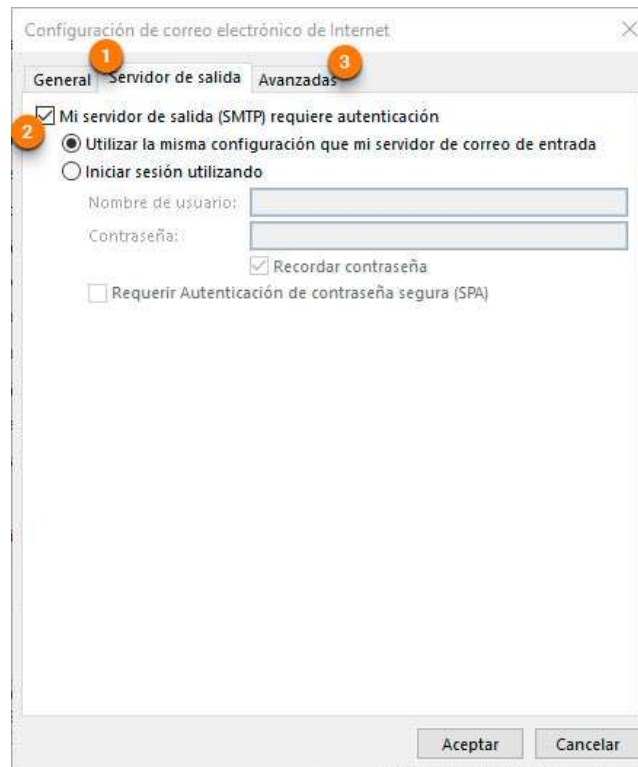 Configuración de correo electrónico de Internet
1
3
General Servidor de salida Avanzadas
2
Mi servidor de salida (SMTP) requiere autenticación
Utilizar la misma configuración que mi servidor de correo de entrada
Iniciar sesión utilizando
Nombre de usuario:
Contraseña:
Recordar contraseña
Requerir Autenticación de contraseña segura (SPA)
Aceptar Cancelar